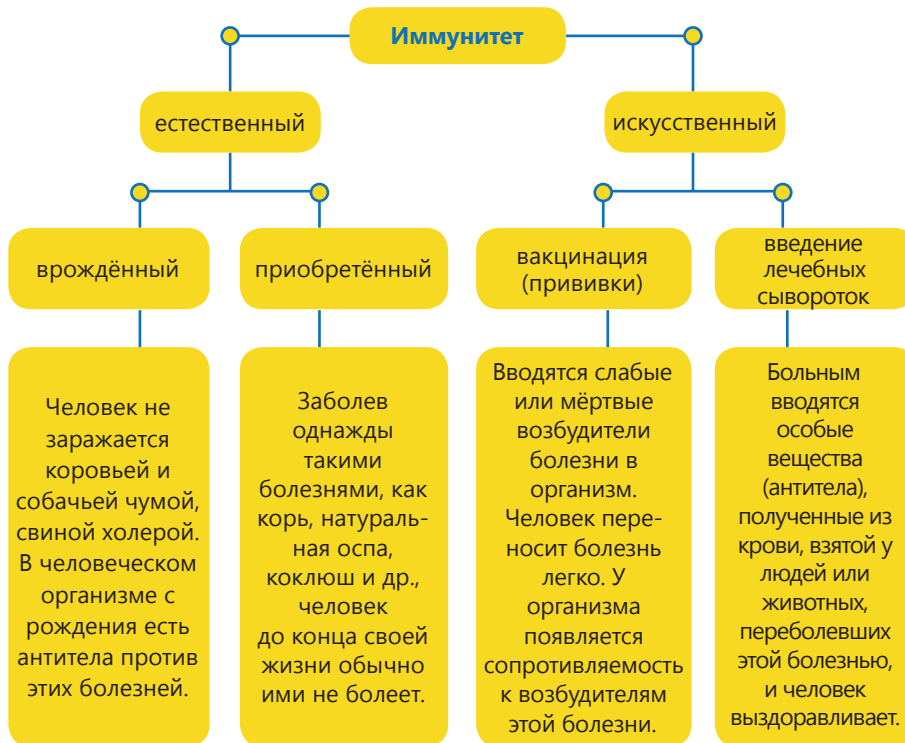 Иммунитет
естественный
искусственный
врождённый
приобретённый
вакцинация
(прививки)
введение
лечебных
сывороток
Человек не
заражается
коровьей и
собачьей чумой,
свиной холерой.
В человеческом
организме с
рождения есть
антитела против
этих болезней.
Заболев
однажды
такими
болезнями, как
корь, натураль-
ная оспа,
коклюш и др.,
человек
до конца своей
жизни обычно
ими не болеет.
Вводятся слабые
или мёртвые
возбудители
болезни в
организм.
Человек пере-
носит болезнь
легко. У
организма
появляется
сопротивляемость
к возбудителям
этой болезни.
Больным
вводятся
особые
вещества
(антитела),
полученные из
крови, взятой у
людей или
животных,
переболевших
этой болезнью,
и человек
выздоравливает.